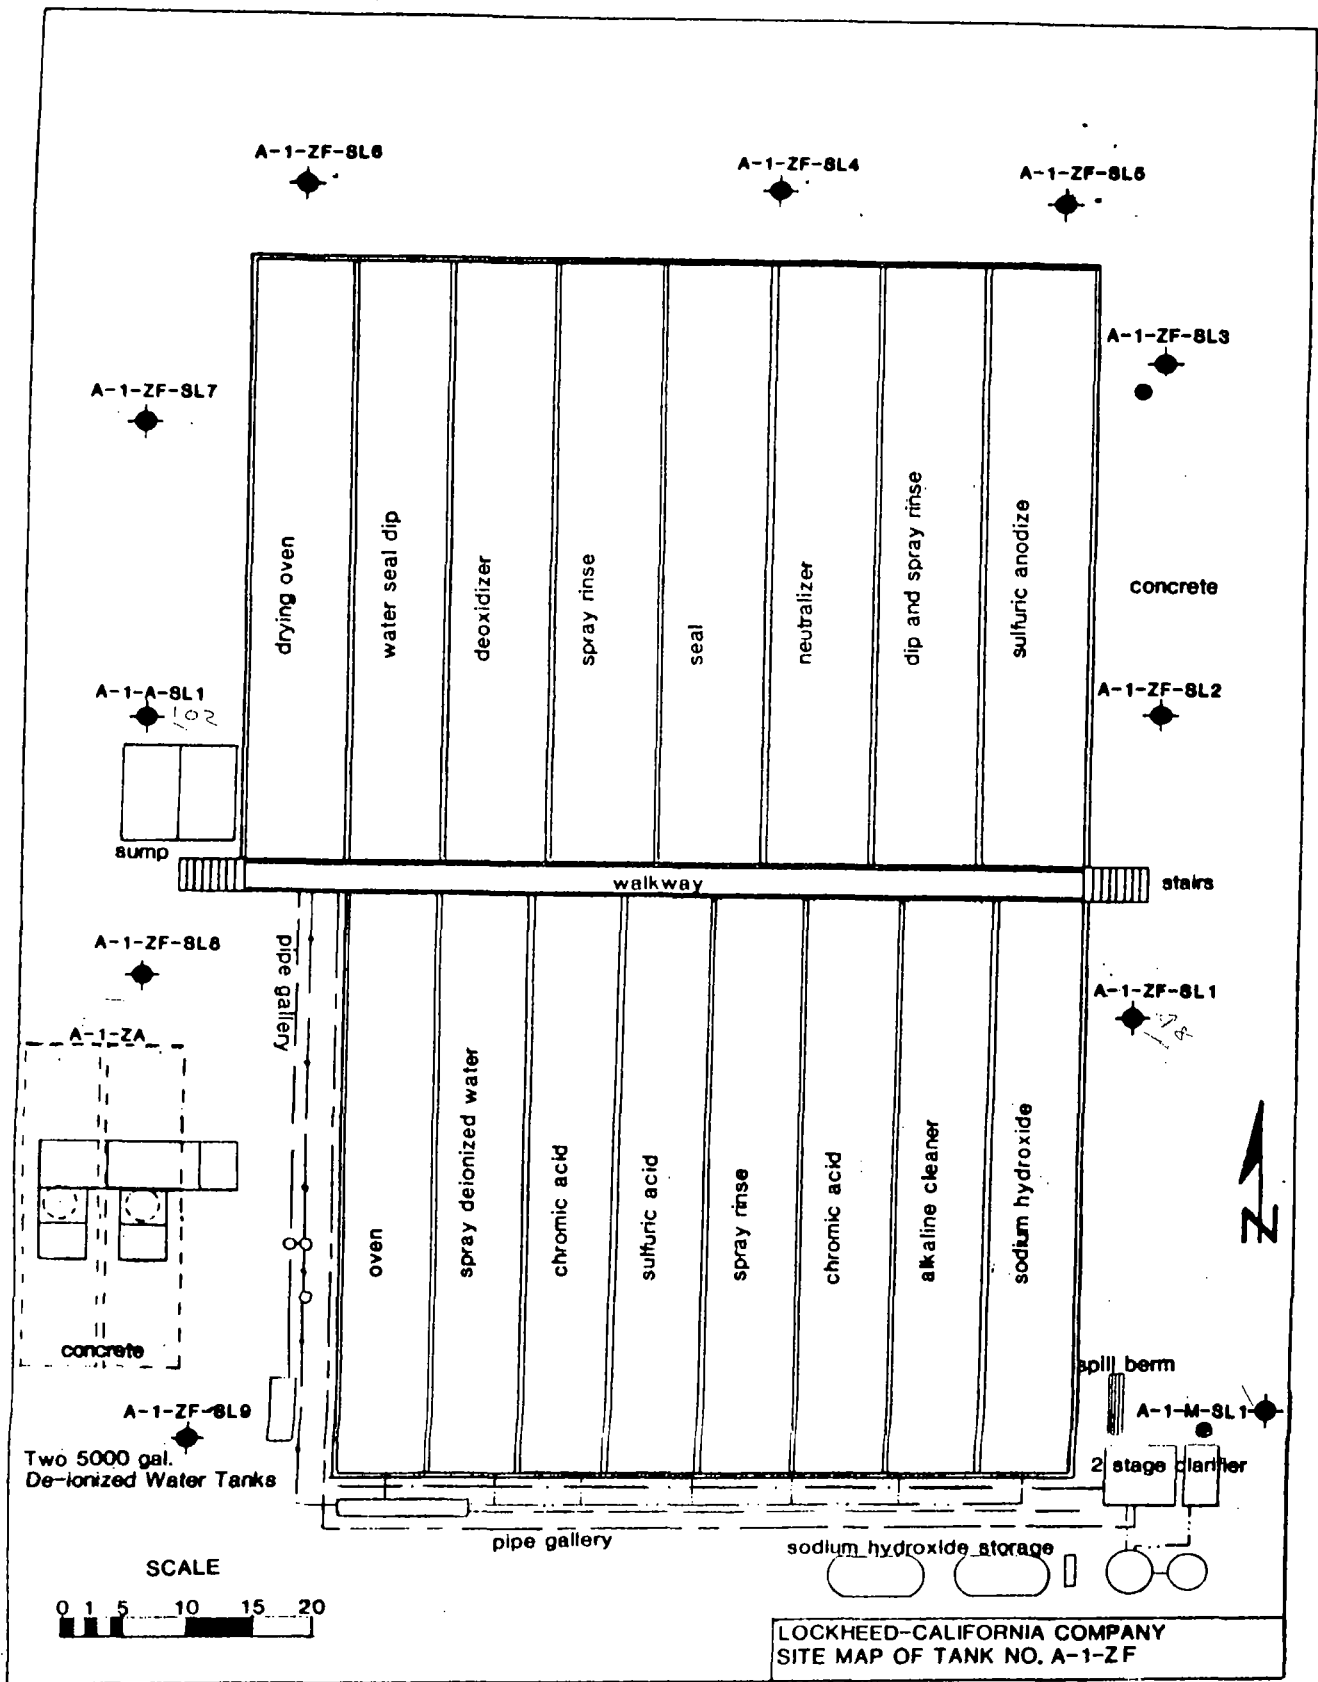 A-1-ZF-SL6
A-1-ZF-SL4
A-1-ZF-SL5
A-1-ZF-SL3
A-1-ZF-SL7
drying oven
water seal dip
deoxidizer
spray rinse
seal
neutralizer
dip and spray rinse
sulfuric anodize
concrete
A-1-A-SL1
102
A-1-ZF-SL2
sump
walkway
stairs
A-1-ZF-SL8
pipe gallery
A-1-ZF-SL1
A-1-ZA
oven
spray deionized water
chromic acid
sulfuric acid
spray rinse
chromic acid
alkaline cleaner
sodium hydroxide
N
concrete
spill berm
A-1-ZF-SL9
A-1-M-SL1
Two 5000 gal.
De-ionized Water Tanks
2 stage clarifier
pipe gallery
sodium hydroxide storage
SCALE
0 1 5 10 15 20
LOCKHEED-CALIFORNIA COMPANY
SITE MAP OF TANK NO. A-1-ZF